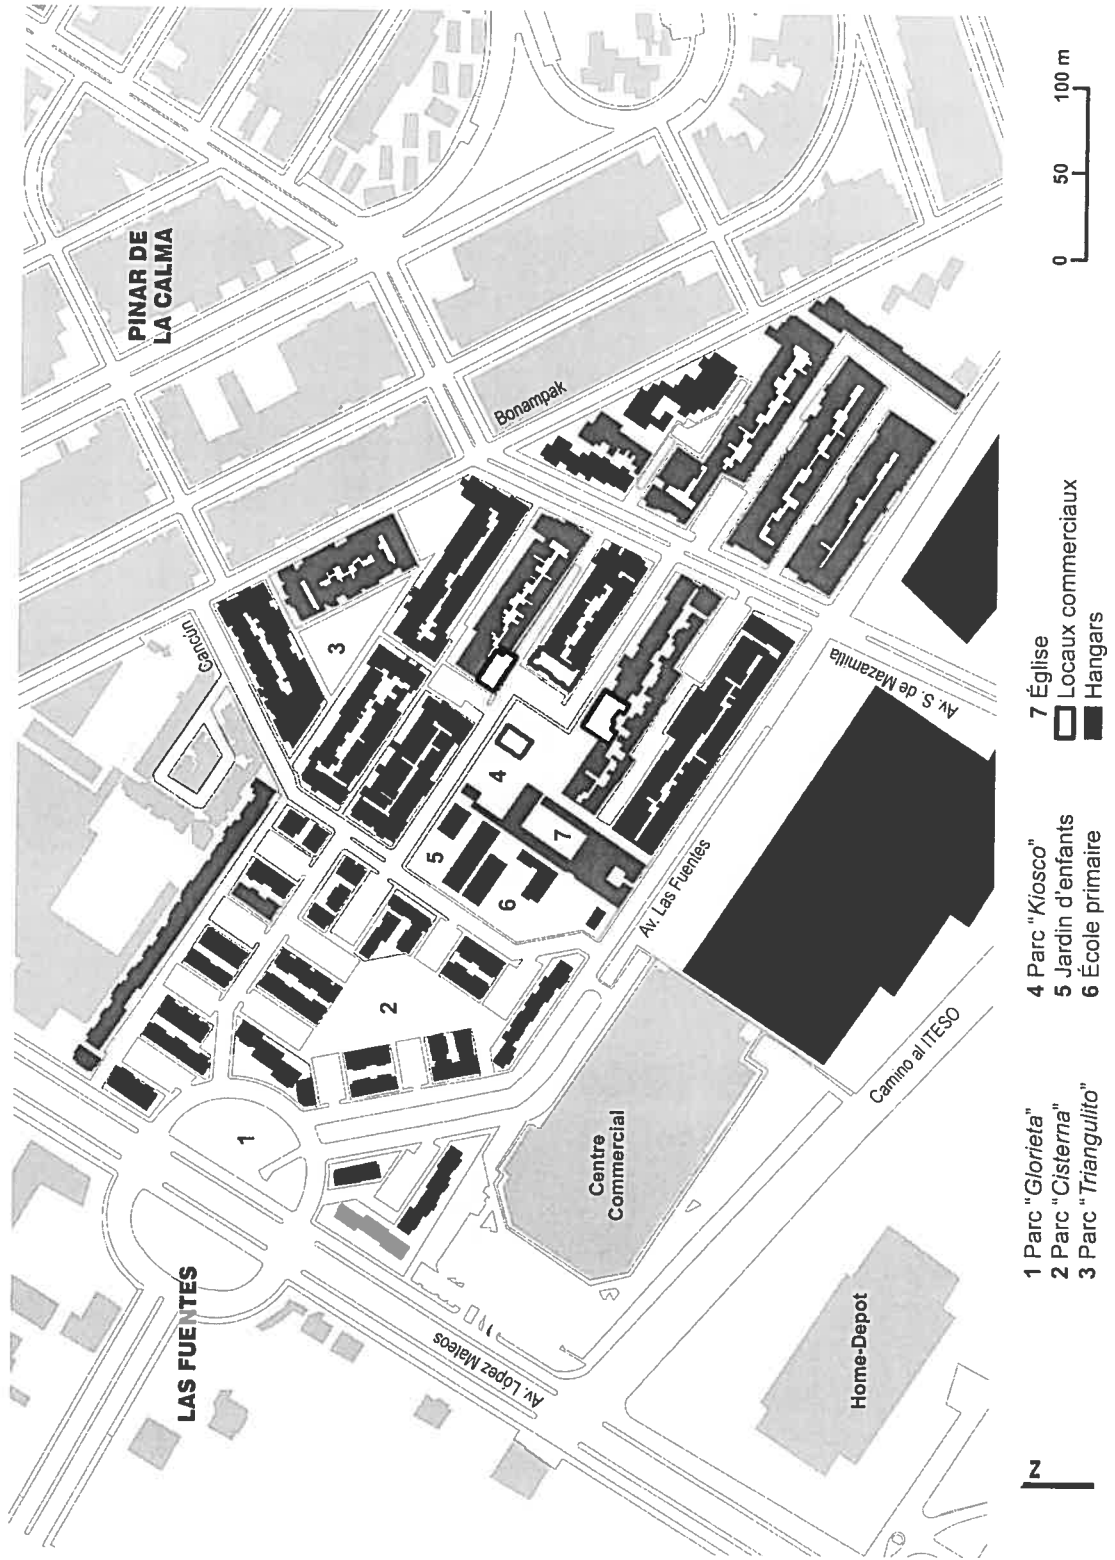 PINAR DE
LA CALMA
LAS FUENTES
Cancun
Bonampak
Av. S. de Mazamitla
Av. Las Fuentes
Camino al ITESO
Av. López Mateos
Centre
Commercial
Home-Depot
1
2
3
4
5
6
7
N
1 Parc "Glorieta"
2 Parc "Cisterna"
3 Parc "Triangulito"
4 Parc "Kiosco"
5 Jardin d'enfants
6 École primaire
7 Église
Locaux commerciaux
Hangars
0 50 100 m